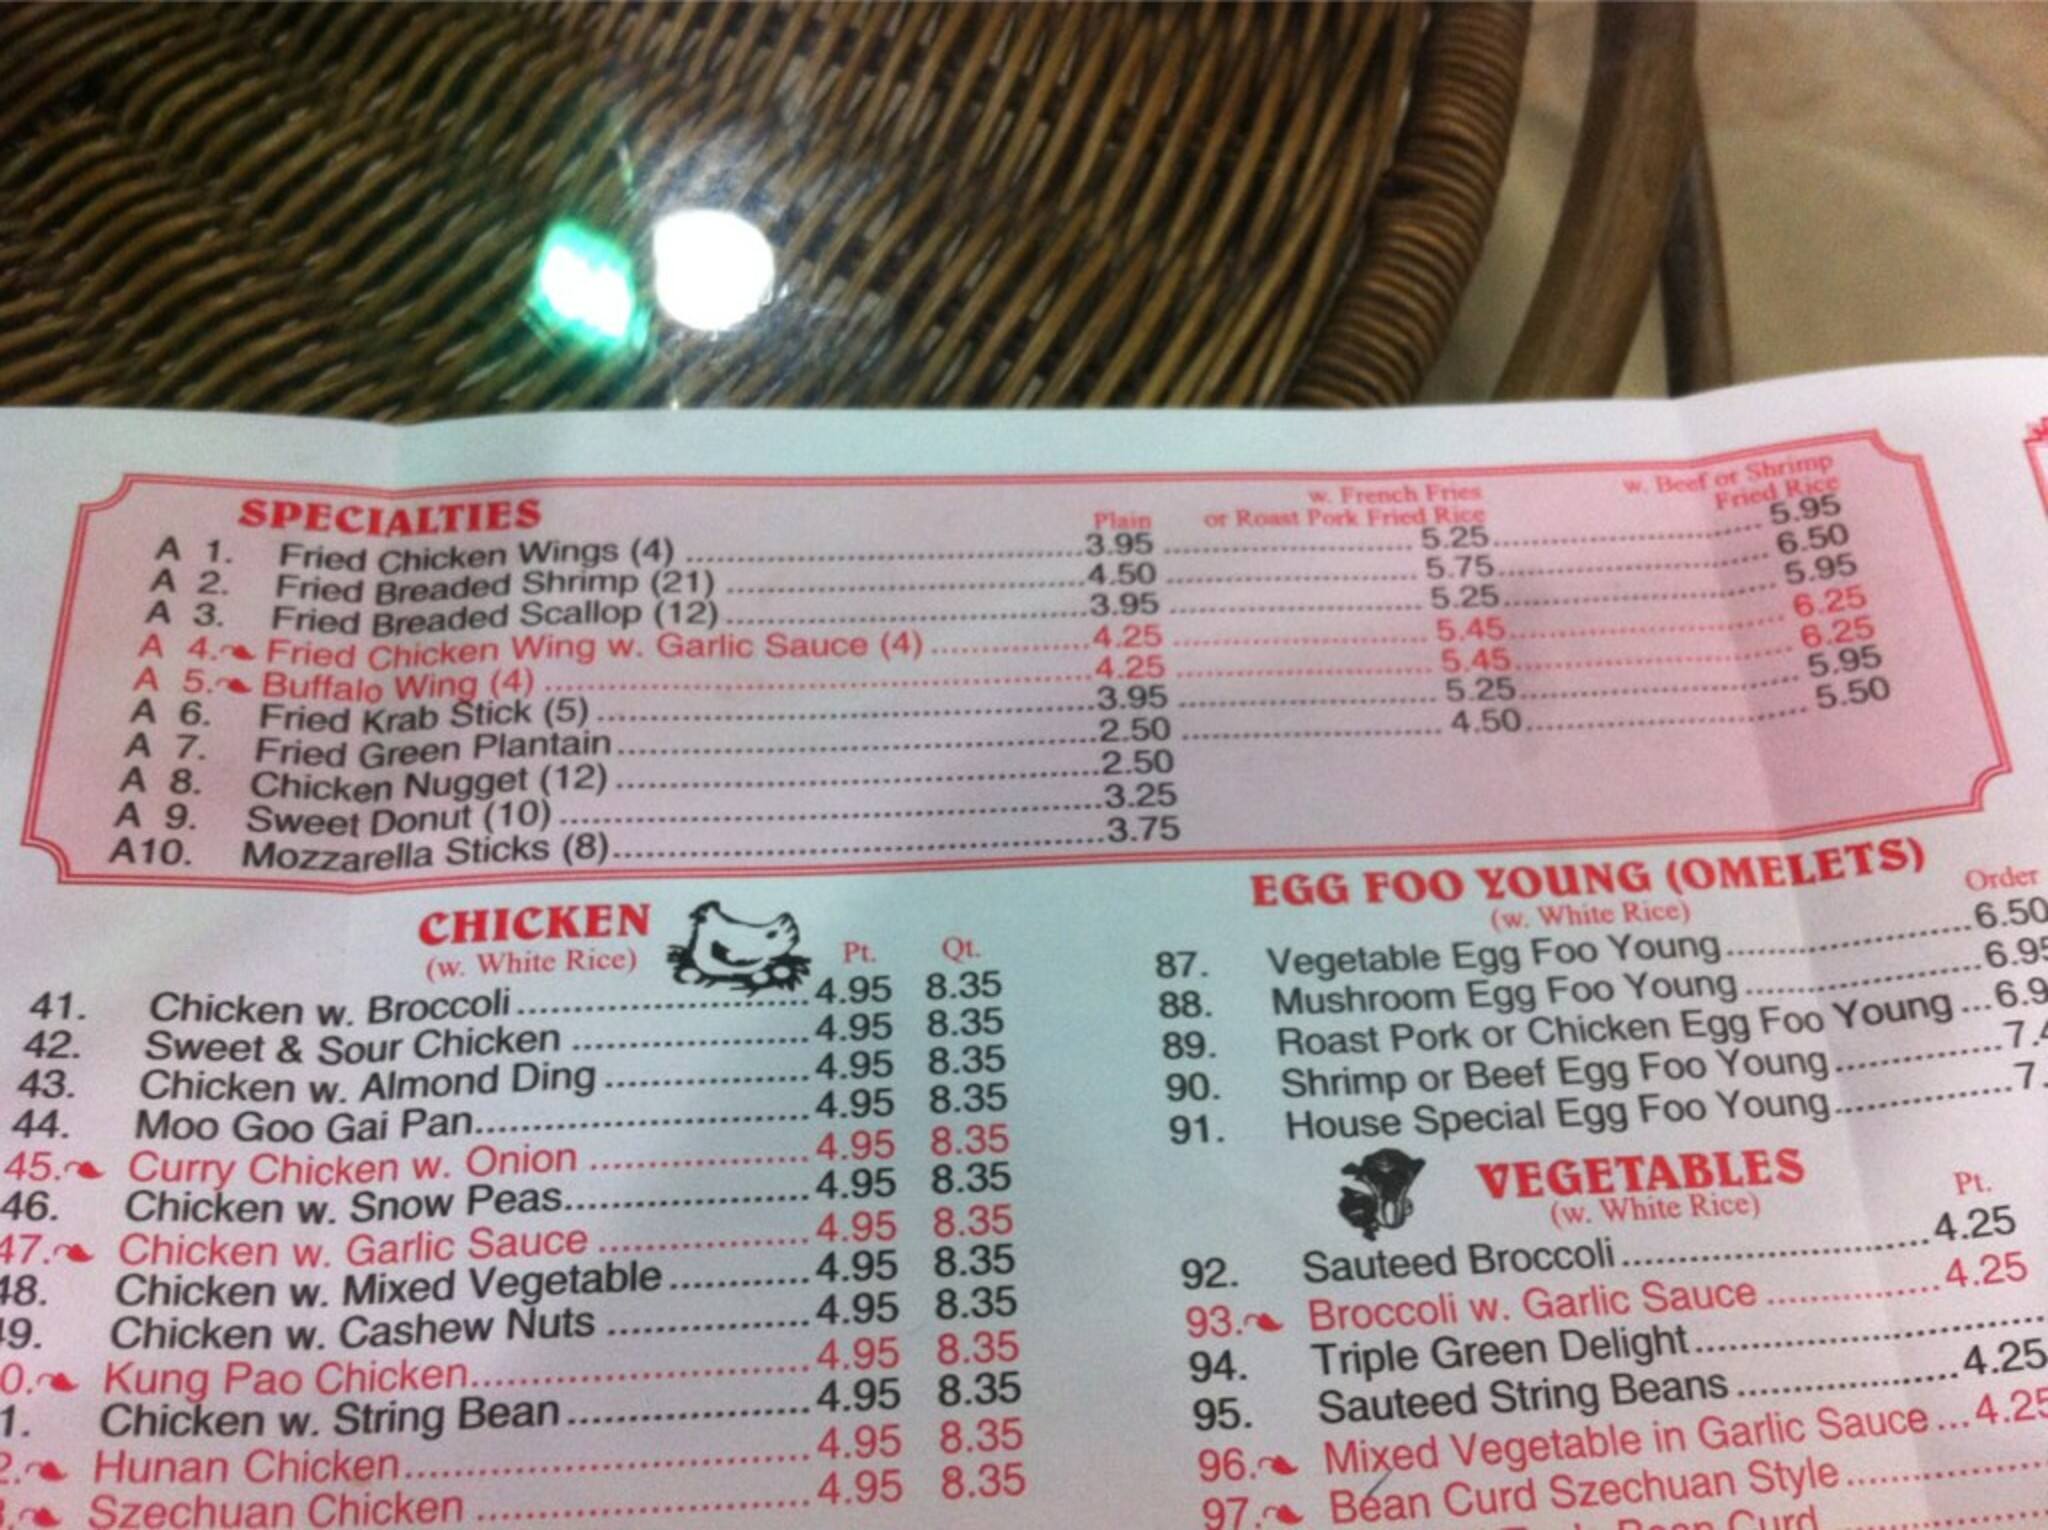 SPECIALTIES Plain w. French Fries or Roast Pork Fried Rice w. Beef or Shrimp Fried Rice
A 1. Fried Chicken Wings (4) 3.95 5.25 5.95
A 2. Fried Breaded Shrimp (21) 4.50 5.75 6.50
A 3. Fried Breaded Scallop (12) 3.95 5.25 5.95
A 4. Fried Chicken Wing w. Garlic Sauce (4) 4.25 5.45 6.25
A 5. Buffalo Wing (4) 4.25 5.45 6.25
A 6. Fried Krab Stick (5) 3.95 5.25 5.95
A 7. Fried Green Plantain 2.50 4.50 5.50
A 8. Chicken Nugget (12) 2.50
A 9. Sweet Donut (10) 3.25
A10. Mozzarella Sticks (8) 3.75
CHICKEN
(w. White Rice) Pt. Qt.
41. Chicken w. Broccoli 4.95 8.35
42. Sweet & Sour Chicken 4.95 8.35
43. Chicken w. Almond Ding 4.95 8.35
44. Moo Goo Gai Pan 4.95 8.35
45. Curry Chicken w. Onion 4.95 8.35
46. Chicken w. Snow Peas 4.95 8.35
47. Chicken w. Garlic Sauce 4.95 8.35
48. Chicken w. Mixed Vegetable 4.95 8.35
9. Chicken w. Cashew Nuts 4.95 8.35
0. Kung Pao Chicken 4.95 8.35
1. Chicken w. String Bean 4.95 8.35
2. Hunan Chicken 4.95 8.35
Szechuan Chicken 4.95 8.35
EGG FOO YOUNG (OMELETS)
(w. White Rice) Order
87. Vegetable Egg Foo Young 6.50
88. Mushroom Egg Foo Young 6.95
89. Roast Pork or Chicken Egg Foo Young 6.9
90. Shrimp or Beef Egg Foo Young 7.4
91. House Special Egg Foo Young 7.
VEGETABLES
(w. White Rice) Pt.
92. Sauteed Broccoli 4.25
93. Broccoli w. Garlic Sauce 4.25
94. Triple Green Delight
95. Sauteed String Beans 4.25
96. Mixed Vegetable in Garlic Sauce 4.25
97. Bean Curd Szechuan Style
Bean Curd